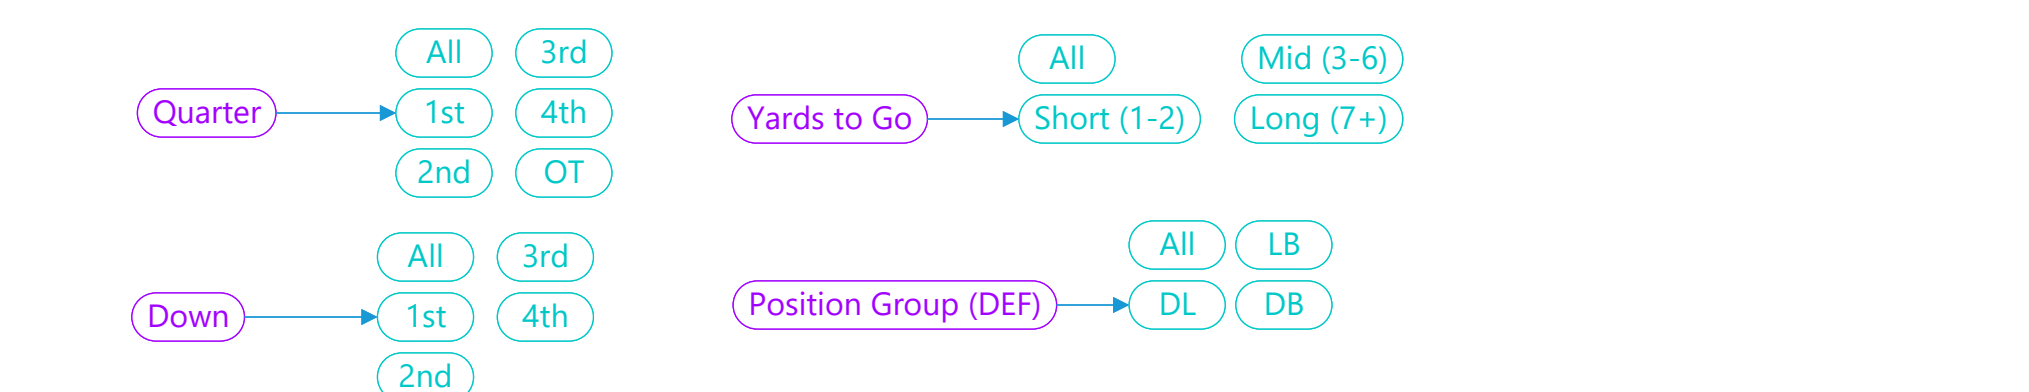 Quarter
All
3rd
1st
4th
2nd
OT
Yards to Go
All
Mid (3-6)
Short (1-2)
Long (7+)
Down
All
3rd
1st
4th
2nd
Position Group (DEF)
All
LB
DL
DB